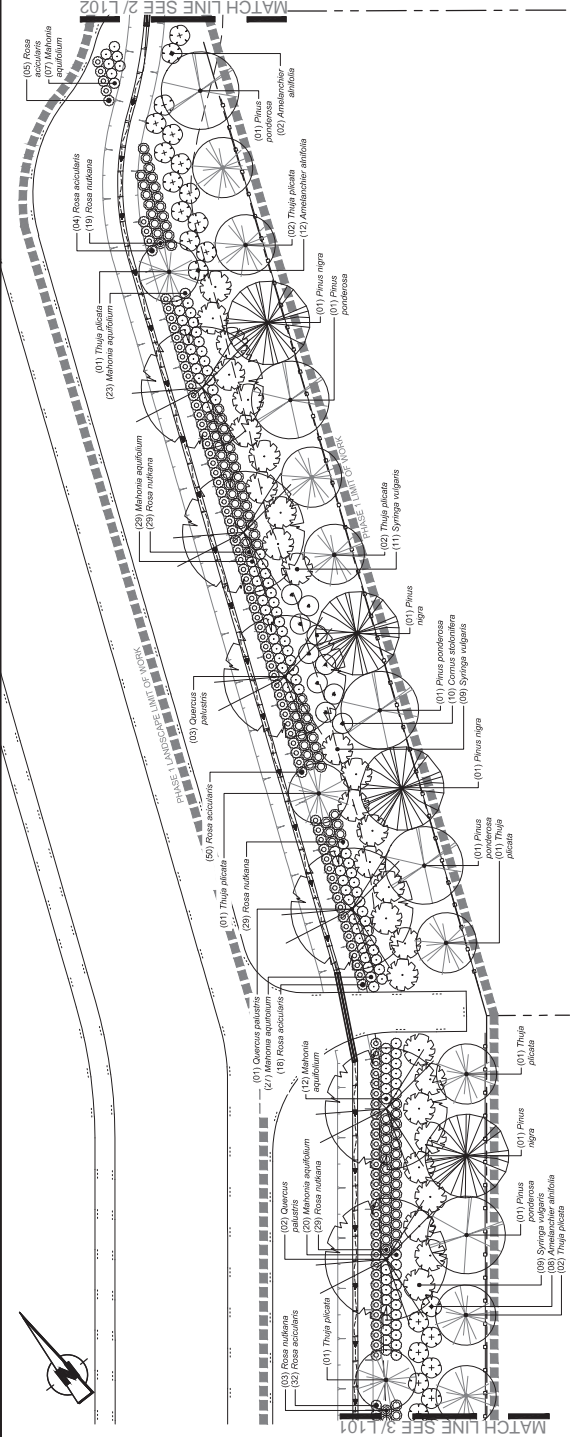 MATCH LINE SEE 2/ L102
(05) Rosa
acicularis
(07) Mahonia
aquifolium
(01) Pinus
ponderosa
(02) Amelanchier
alnifolia
(04) Rosa acicularis
(19) Rosa nutkana
(02) Thuja plicata
(12) Amelanchier alnifolia
(01) Thuja plicata
(23) Mahonia aquifolium
(01) Pinus nigra
(01) Pinus
ponderosa
(29) Mahonia aquifolium
(29) Rosa nutkana
PHASE 1 LIMIT OF WORK
(02) Thuja plicata
(11) Syringa vulgaris
(01) Pinus
nigra
(03) Quercus
palustris
PHASE 1 LANDSCAPE LIMIT OF WORK
(01) Pinus ponderosa
(10) Cornus stolonifera
(09) Syringa vulgaris
(50) Rosa acicularis
(01) Pinus nigra
(01) Thuja plicata
(29) Rosa nutkana
(01) Pinus
ponderosa
(01) Thuja
plicata
(01) Quercus palustris
(27) Mahonia aquifolium
(18) Rosa acicularis
(12) Mahonia
aquifolium
(01) Thuja
plicata
(01) Pinus
nigra
(02) Quercus
palustris
(20) Mahonia aquifolium
(29) Rosa nutkana
(01) Pinus
ponderosa
(09) Syringa vulgaris
(08) Amelanchier alnifolia
(02) Thuja plicata
(01) Thuja plicata
(03) Rosa nutkana
(32) Rosa acicularis
MATCH LINE SEE 3/ L101